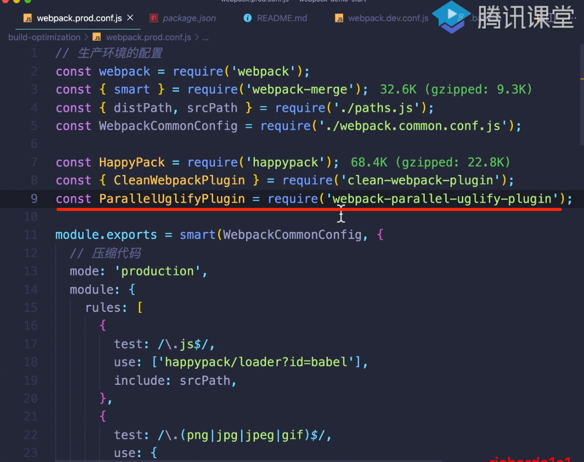 webpack.prod.conf.js
package.json
README.md
webpack.dev.conf.js
腾讯课堂
build-optimization > webpack.prod.conf.js > ...
1 // 生产环境的配置
2 const webpack = require('webpack');
3 const { smart } = require('webpack-merge'); 32.6K (gzipped: 9.3K)
4 const { distPath, srcPath } = require('./paths.js');
5 const WebpackCommonConfig = require('./webpack.common.conf.js');
6
7 const HappyPack = require('happypack'); 68.4K (gzipped: 22.8K)
8 const { CleanWebpackPlugin } = require('clean-webpack-plugin');
9 const ParallelUglifyPlugin = require('webpack-parallel-uglify-plugin');
10
11 module.exports = smart(WebpackCommonConfig, {
12 // 压缩代码
13 mode: 'production',
14 module: {
15 rules: [
16 {
17 test: /\.js$/,
18 use: ['happypack/loader?id=babel'],
19 include: srcPath,
20 },
21 {
22 test: /\.(png|jpg|jpeg|gif)$/,
23 use: {